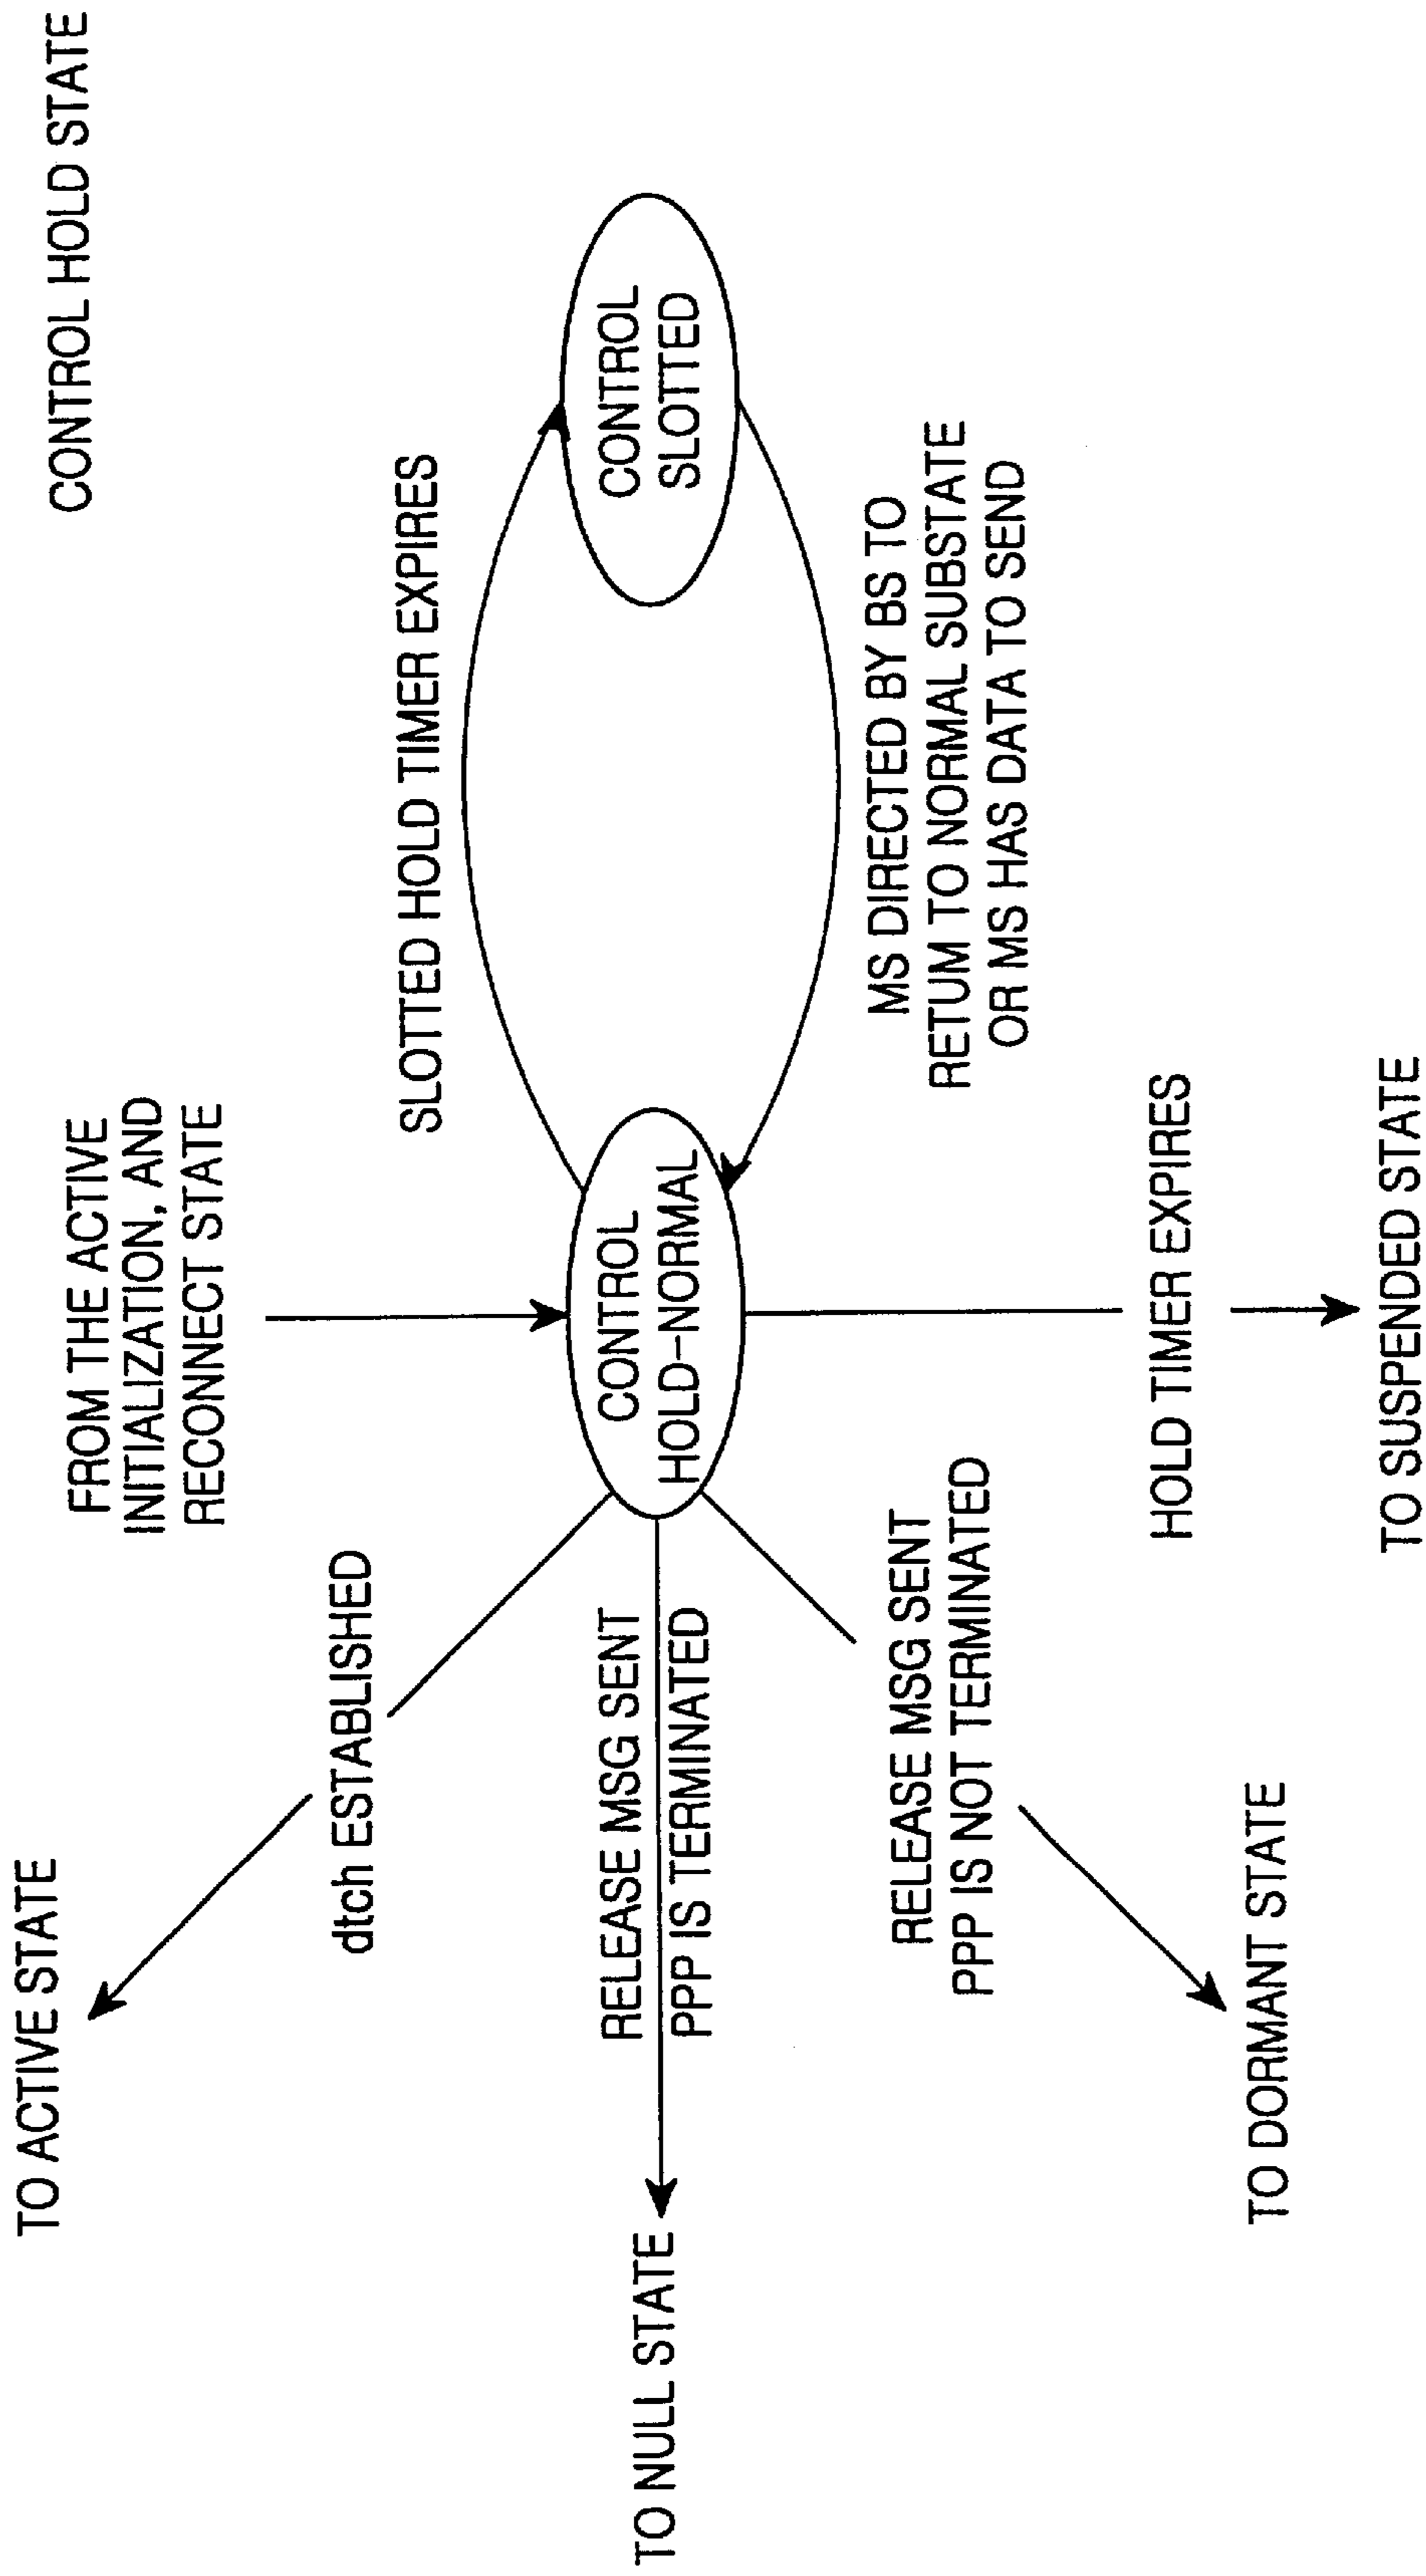 CONTROL HOLD STATE
FROM THE ACTIVE
INITIALIZATION, AND
RECONNECT STATE
TO ACTIVE STATE
dtch ESTABLISHED
SLOTTED HOLD TIMER EXPIRES
TO NULL STATE
RELEASE MSG SENT
PPP IS TERMINATED
CONTROL
HOLD-NORMAL
CONTROL
SLOTTED
MS DIRECTED BY BS TO
RETUM TO NORMAL SUBSTATE
OR MS HAS DATA TO SEND
RELEASE MSG SENT
PPP IS NOT TERMINATED
HOLD TIMER EXPIRES
TO DORMANT STATE
TO SUSPENDED STATE